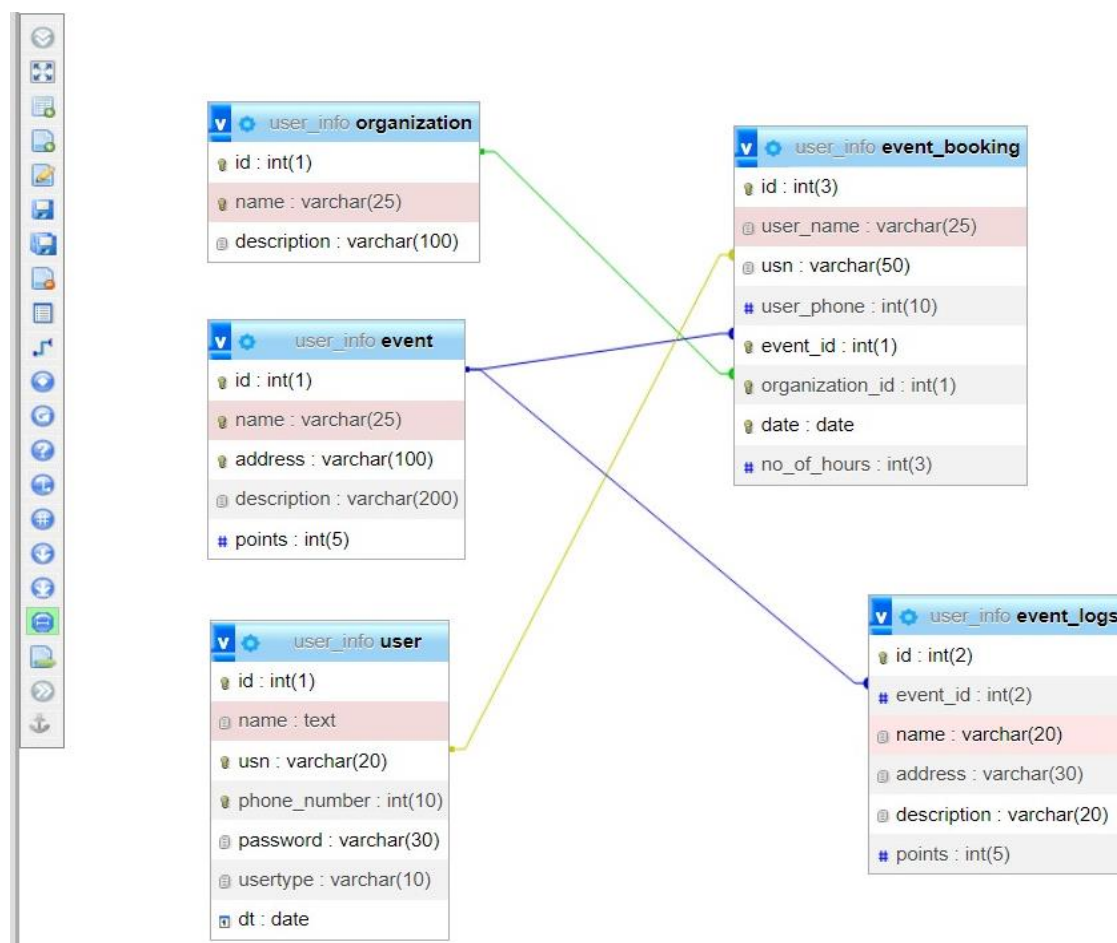 user_info organization
id : int(1)
name : varchar(25)
description : varchar(100)
user_info event
id : int(1)
name : varchar(25)
address : varchar(100)
description : varchar(200)
points : int(5)
user_info user
id : int(1)
name : text
usn : varchar(20)
phone_number : int(10)
password : varchar(30)
usertype : varchar(10)
dt : date
user_info event_booking
id : int(3)
user_name : varchar(25)
usn : varchar(50)
user_phone : int(10)
event_id : int(1)
organization_id : int(1)
date : date
no_of_hours : int(3)
user_info event_logs
id : int(2)
event_id : int(2)
name : varchar(20)
address : varchar(30)
description : varchar(20)
points : int(5)